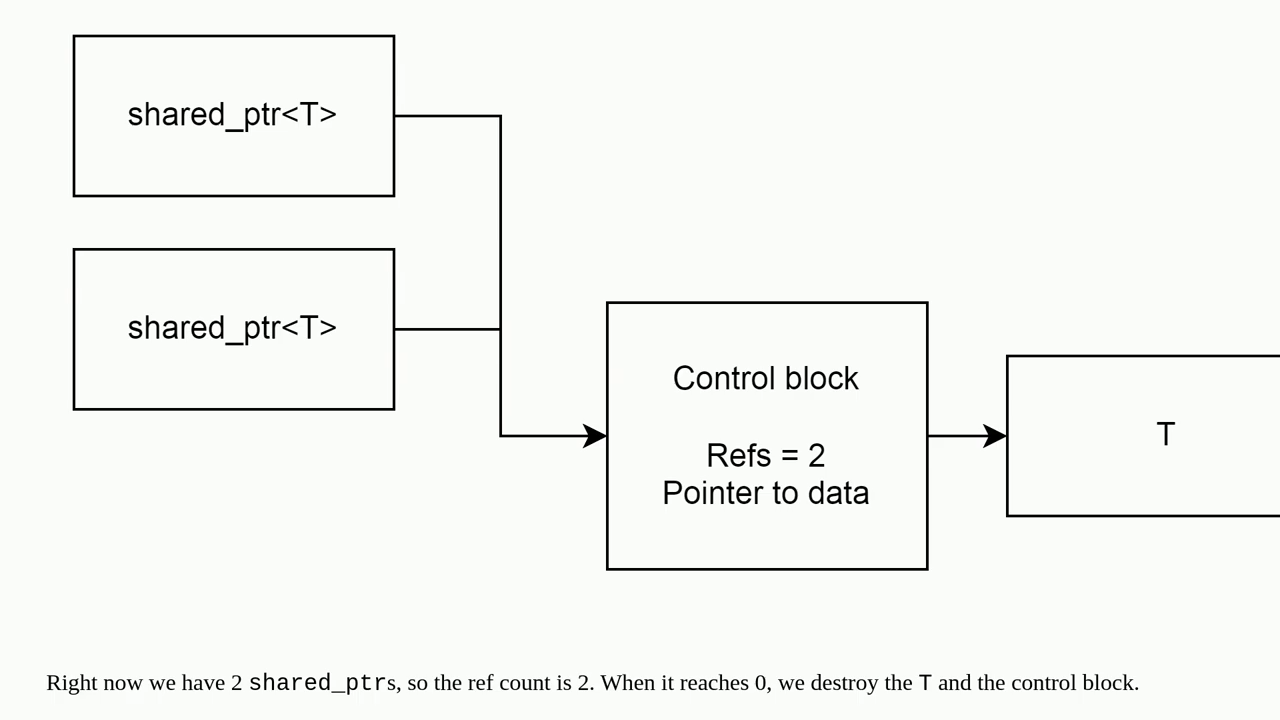 shared_ptr<T>
shared_ptr<T>
Control block
Refs = 2
Pointer to data
T
Right now we have 2 shared_ptrs, so the ref count is 2. When it reaches 0, we destroy the T and the control block.